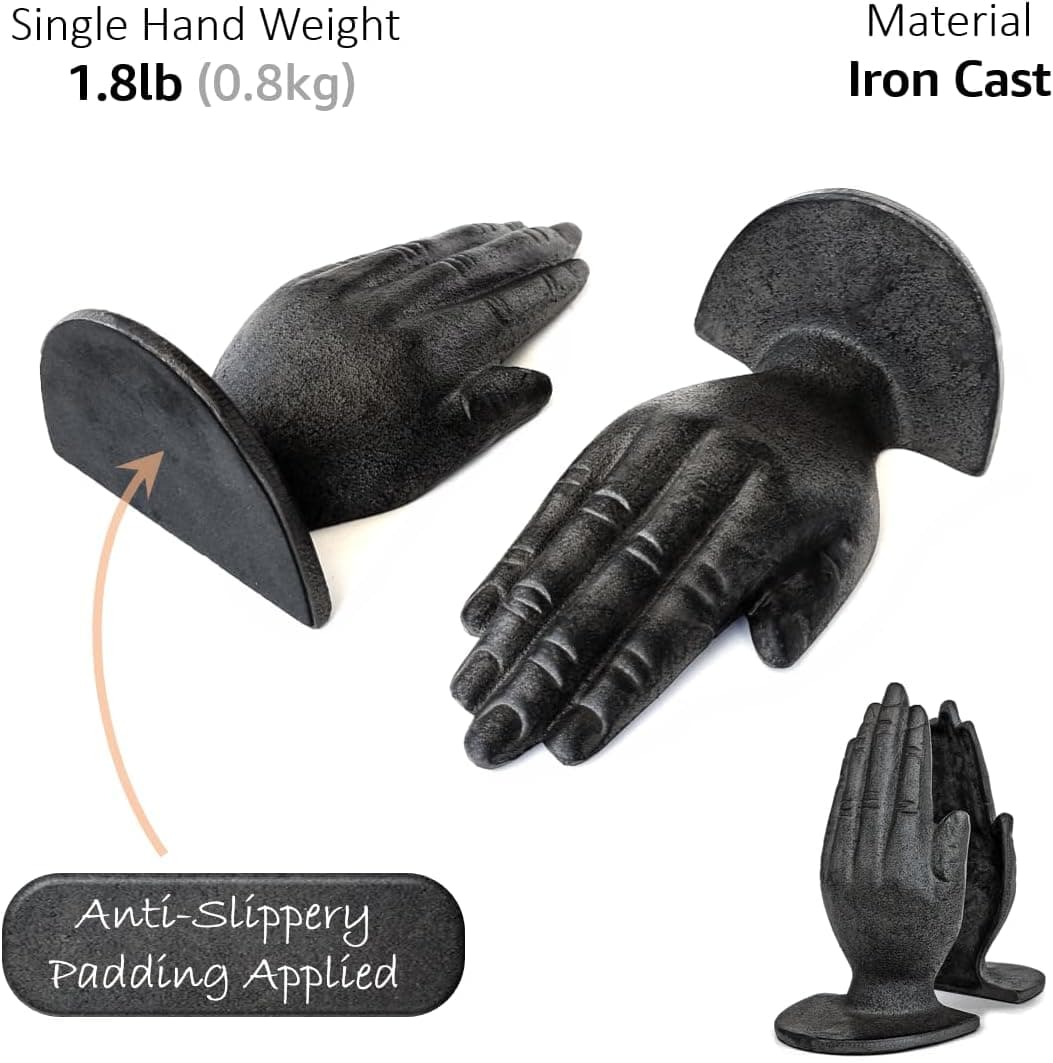 Single Hand Weight
1.8lb (0.8kg)
Material
Iron Cast
Anti-Slippery
Padding Applied